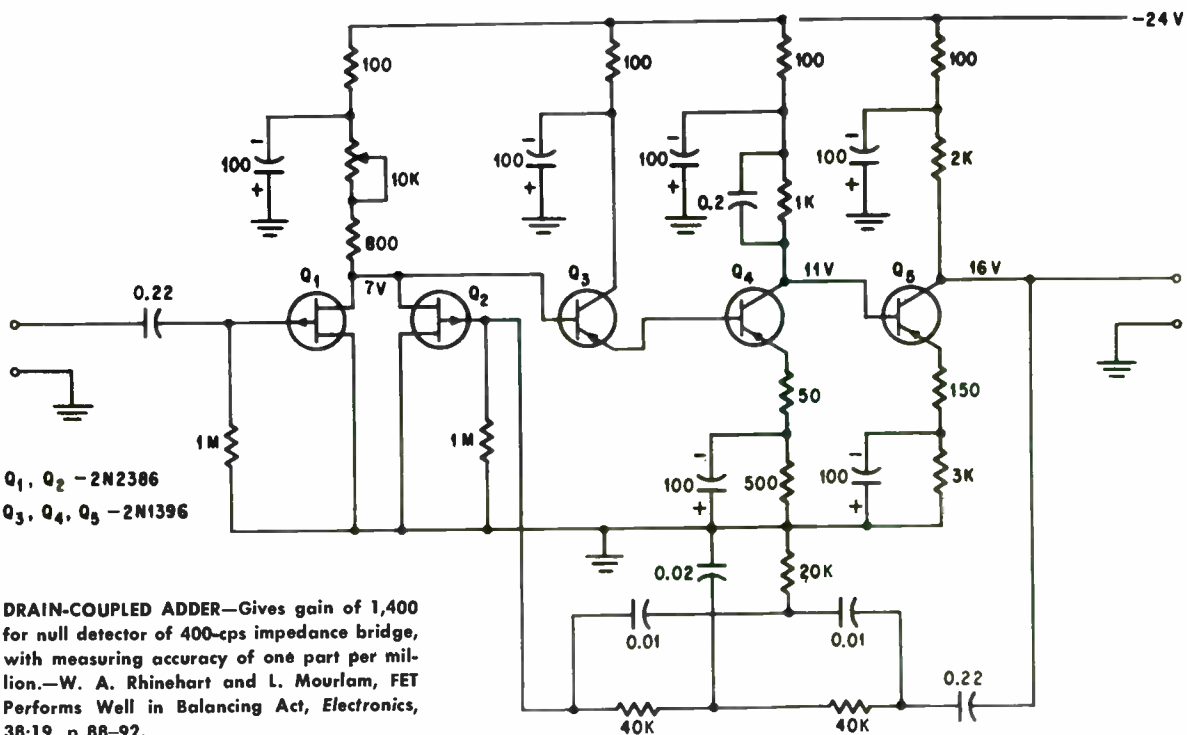 -24 V
100
100
100
100
100
-
+
10K
100
-
+
100
-
+
0.2
1K
100
-
+
2K
800
Q1
7V
Q2
Q3
Q4
11V
Q5
16V
0.22
1M
1M
50
150
100
-
+
500
100
-
+
3K
Q1, Q2 - 2N2386
Q3, Q4, Q5 - 2N1396
0.02
20K
0.01
0.01
0.22
40K
40K
DRAIN-COUPLED ADDER—Gives gain of 1,400
for null detector of 400-cps impedance bridge,
with measuring accuracy of one part per mil-
lion.—W. A. Rhinehart and L. Mourlam, FET
Performs Well in Balancing Act, Electronics,
38:19, p 88–92.